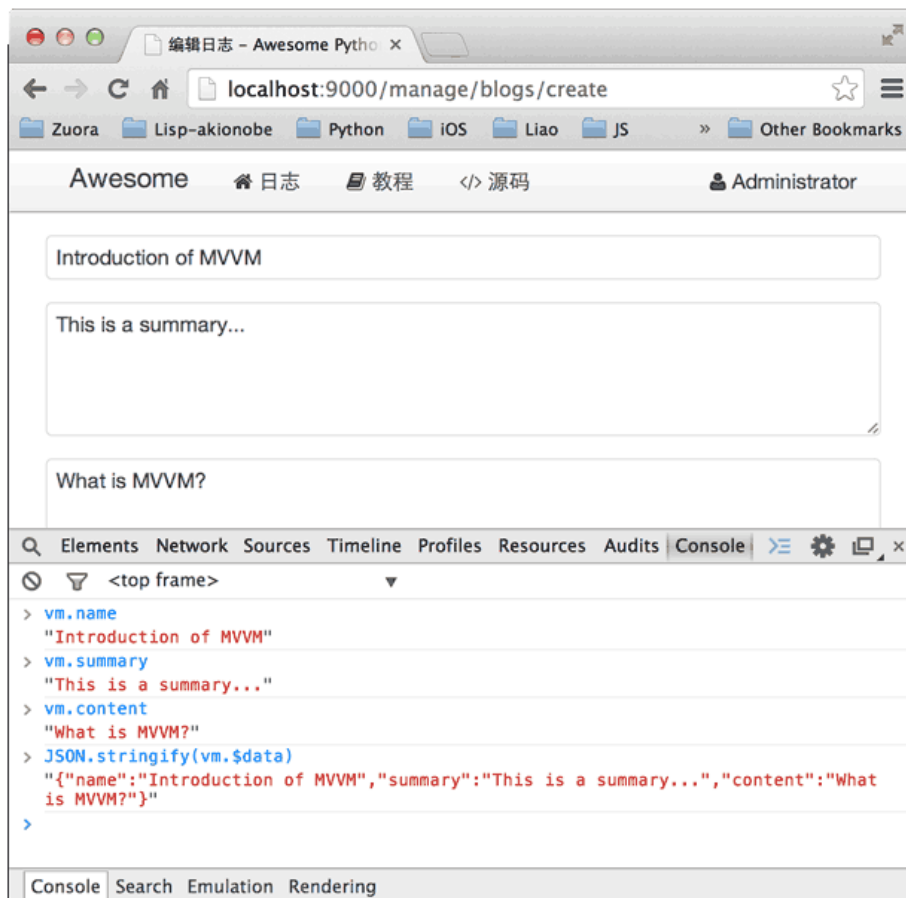 编辑日志 – Awesome Pytho
localhost:9000/manage/blogs/create
Zuora Lisp-akionobe Python iOS Liao JS » Other Bookmarks
Awesome 日志 教程 </> 源码 Administrator
Introduction of MVVM
This is a summary...
What is MVVM?
Elements Network Sources Timeline Profiles Resources Audits Console
<top frame>
> vm.name
"Introduction of MVVM"
> vm.summary
"This is a summary..."
> vm.content
"What is MVVM?"
> JSON.stringify(vm.$data)
"{"name":"Introduction of MVVM","summary":"This is a summary...","content":"What
is MVVM?"}"
>
Console Search Emulation Rendering